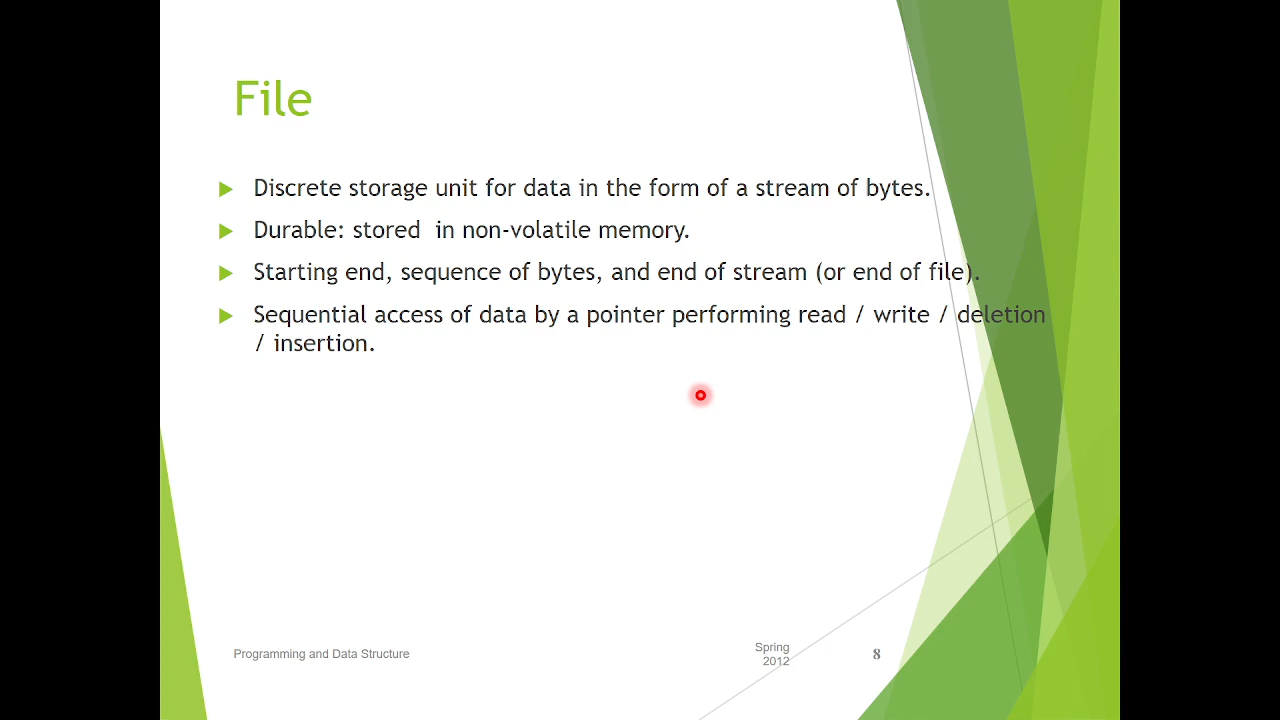 File
Discrete storage unit for data in the form of a stream of bytes.
Durable: stored  in non-volatile memory.
Starting end, sequence of bytes, and end of stream (or end of file).
Sequential access of data by a pointer performing read / write / deletion
/ insertion.
Programming and Data Structure
Spring
2012
8